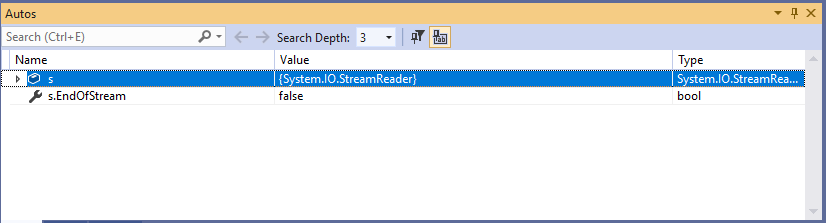 Autos
Search (Ctrl+E) Search Depth: 3
Name Value Type
s {System.IO.StreamReader} System.IO.StreamRea...
s.EndOfStream false bool